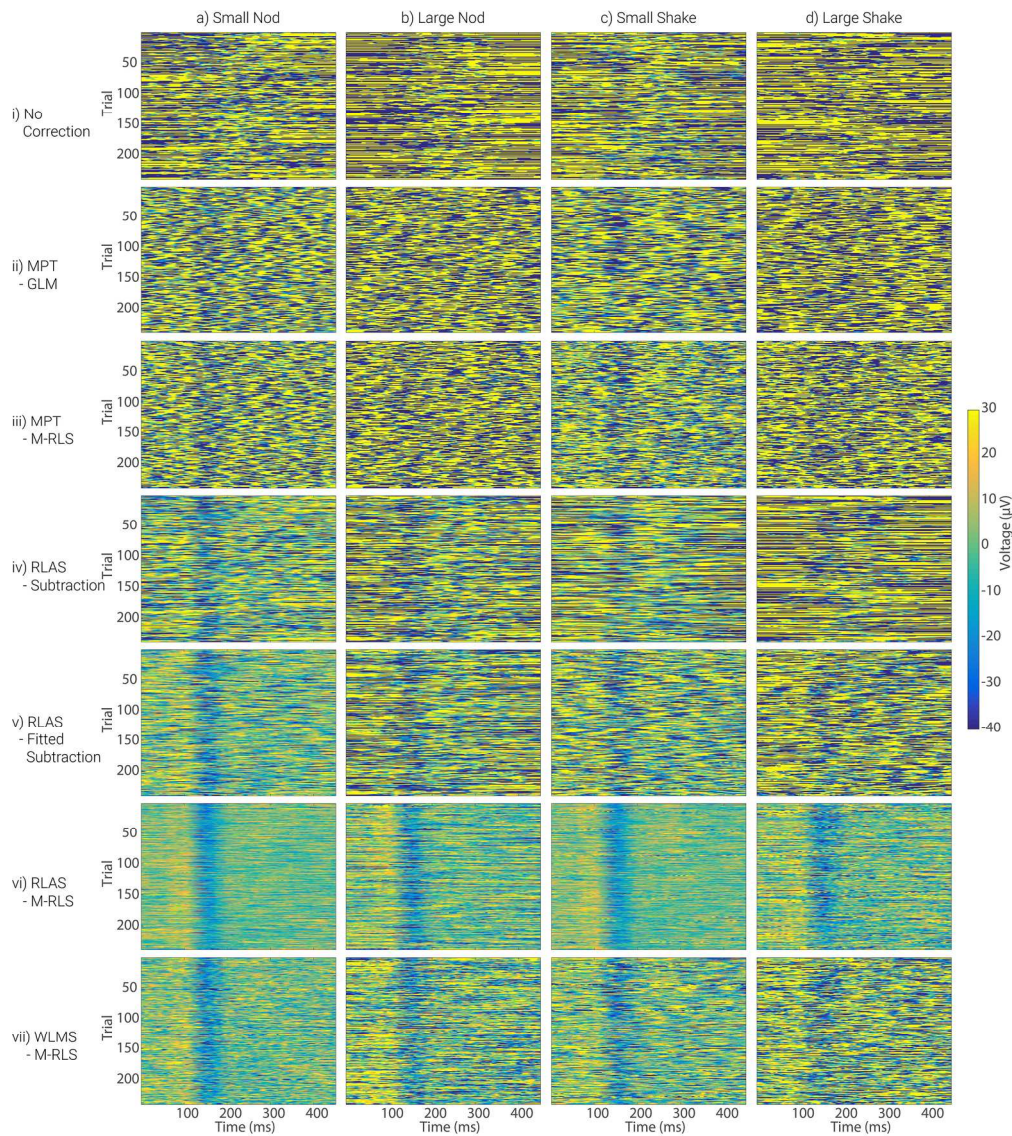 a) Small Nod
b) Large Nod
c) Small Shake
d) Large Shake
i) No
Correction
Trial
50
100
150
200
ii) MPT
- GLM
Trial
50
100
150
200
iii) MPT
- M-RLS
Trial
50
100
150
200
iv) RLAS
- Subtraction
Trial
50
100
150
200
v) RLAS
- Fitted
Subtraction
Trial
50
100
150
200
vi) RLAS
- M-RLS
Trial
50
100
150
200
vii) WLMS
- M-RLS
Trial
50
100
150
200
100 200 300 400
Time (ms)
100 200 300 400
Time (ms)
100 200 300 400
Time (ms)
100 200 300 400
Time (ms)
30
20
10
0
-10
-20
-30
-40
Voltage (µV)